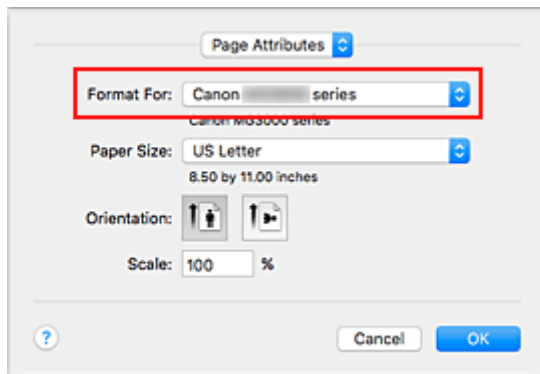 Page Attributes
Format For: Canon series
Canon MG3000 series
Paper Size: US Letter
8.50 by 11.00 inches
Orientation:
Scale: 100 %
? Cancel OK